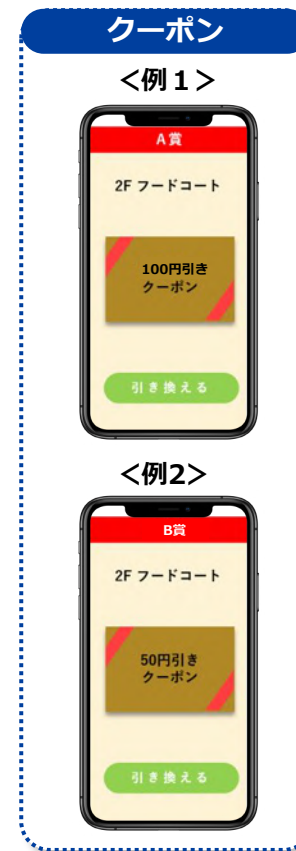 クーポン
＜例１＞
A賞
2F フードコート
100円引き
クーポン
引き換える
＜例2＞
B賞
2F フードコート
50円引き
クーポン
引き換える